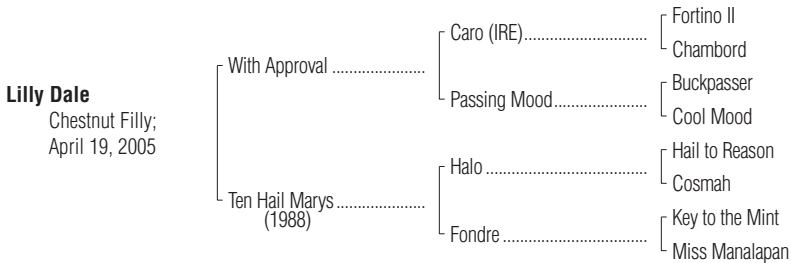 Fortino II
Caro (IRE)
Chambord
With Approval
Buckpasser
Passing Mood
Cool Mood
Lilly Dale
Chestnut Filly;
April 19, 2005
Hail to Reason
Halo
Cosmah
Ten Hail Marys
(1988)
Key to the Mint
Fondre
Miss Manalapan